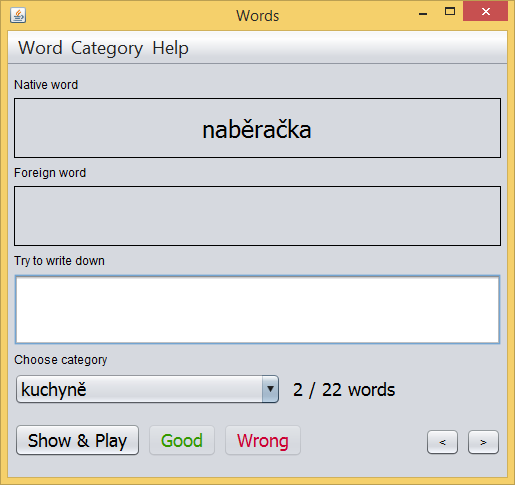 Words
Word Category Help
Native word
naběračka
Foreign word
Try to write down
Choose category
kuchyně 2 / 22 words
Show & Play Good Wrong < >